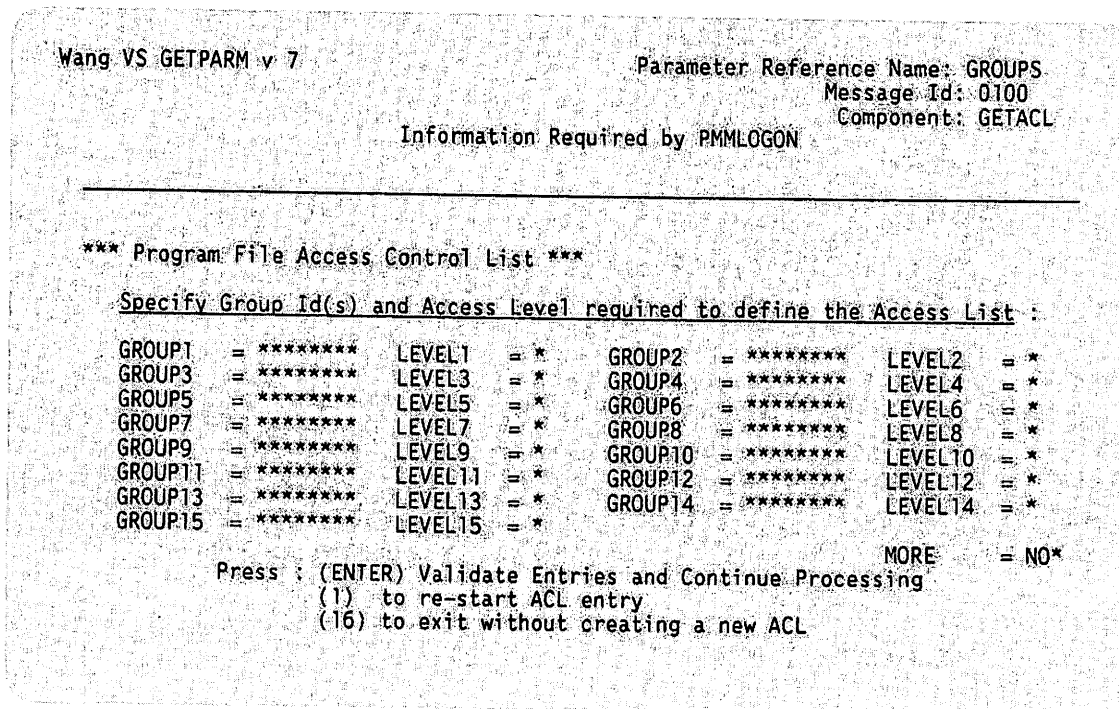 Wang VS GETPARM v 7
Parameter Reference Name: GROUPS
Message Id: 0100
Component: GETACL
Information Required by PMMLOGON
*** Program File Access Control List ***
Specify Group Id(s) and Access Level required to define the Access List :
GROUP1 = ******** LEVEL1 = * GROUP2 = ******** LEVEL2 = *
GROUP3 = ******** LEVEL3 = * GROUP4 = ******** LEVEL4 = *
GROUP5 = ******** LEVEL5 = * GROUP6 = ******** LEVEL6 = *
GROUP7 = ******** LEVEL7 = * GROUP8 = ******** LEVEL8 = *
GROUP9 = ******** LEVEL9 = * GROUP10 = ******** LEVEL10 = *
GROUP11 = ******** LEVEL11 = * GROUP12 = ******** LEVEL12 = *
GROUP13 = ******** LEVEL13 = * GROUP14 = ******** LEVEL14 = *
GROUP15 = ******** LEVEL15 = *
MORE = NO*
Press : (ENTER) Validate Entries and Continue Processing
(1) to re-start ACL entry
(16) to exit without creating a new ACL